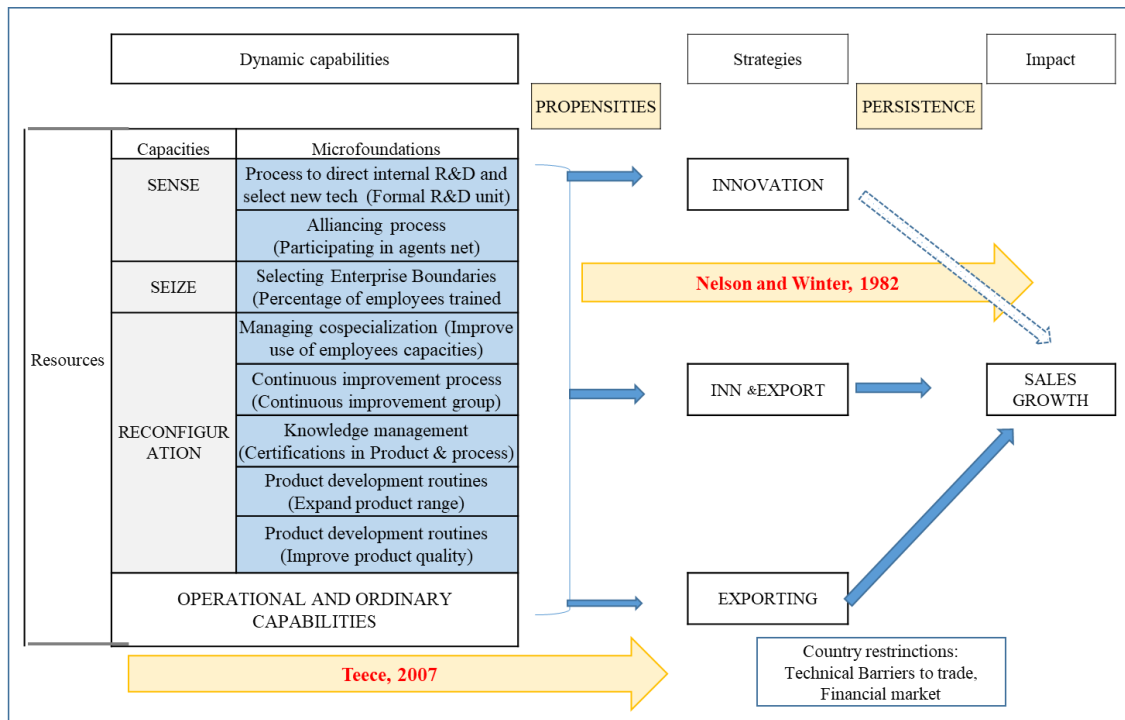 Dynamic capabilities
Strategies
Impact
PROPENSITIES
PERSISTENCE
Resources
Capacities
Microfoundations
SENSE
Process to direct internal R&D and
select new tech (Formal R&D unit)
Alliancing process
(Participating in agents net)
SEIZE
Selecting Enterprise Boundaries
(Percentage of employees trained
RECONFIGUR
ATION
Managing cospecialization (Improve
use of employees capacities)
Continuous improvement process
(Continuous improvement group)
Knowledge management
(Certifications in Product & process)
Product development routines
(Expand product range)
Product development routines
(Improve product quality)
OPERATIONAL AND ORDINARY
CAPABILITIES
Teece, 2007
INNOVATION
Nelson and Winter, 1982
INN &EXPORT
SALES
GROWTH
EXPORTING
Country restrinctions:
Technical Barriers to trade,
Financial market